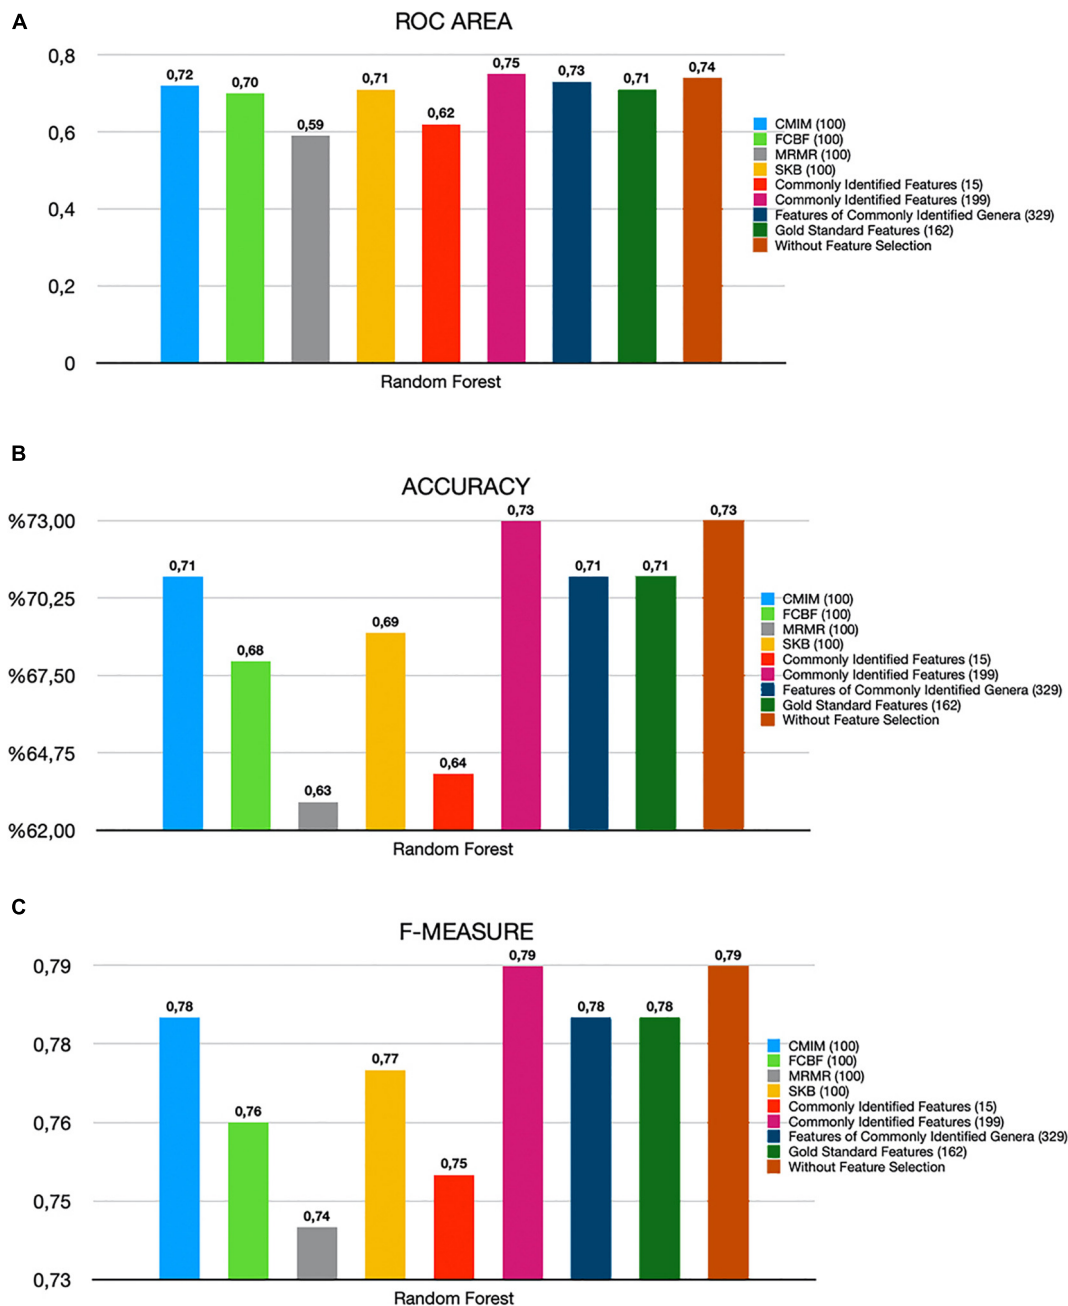 A
ROC AREA
0,8
0,6
0,4
0,2
0
0,72
0,70
0,59
0,71
0,62
0,75
0,73
0,71
0,74
Random Forest
CMIM (100)
FCBF (100)
MRMR (100)
SKB (100)
Commonly Identified Features (15)
Commonly Identified Features (199)
Features of Commonly Identified Genera (329)
Gold Standard Features (162)
Without Feature Selection
B
ACCURACY
%73,00
%70,25
%67,50
%64,75
%62,00
0,71
0,68
0,63
0,69
0,64
0,73
0,71
0,71
0,73
Random Forest
CMIM (100)
FCBF (100)
MRMR (100)
SKB (100)
Commonly Identified Features (15)
Commonly Identified Features (199)
Features of Commonly Identified Genera (329)
Gold Standard Features (162)
Without Feature Selection
C
F-MEASURE
0,79
0,78
0,76
0,75
0,73
0,78
0,76
0,74
0,77
0,75
0,79
0,78
0,78
0,79
Random Forest
CMIM (100)
FCBF (100)
MRMR (100)
SKB (100)
Commonly Identified Features (15)
Commonly Identified Features (199)
Features of Commonly Identified Genera (329)
Gold Standard Features (162)
Without Feature Selection